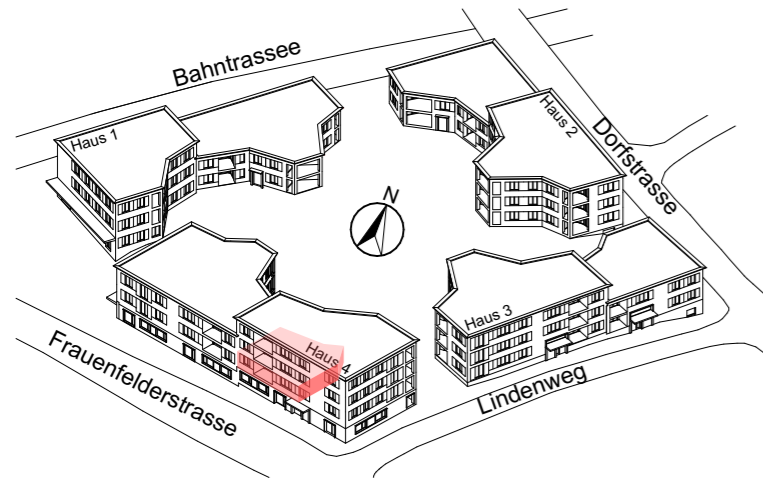 Bahntrassee
Haus 1
Haus 2
Dorfstrasse
N
Haus 3
Haus 4
Frauenfelderstrasse
Lindenweg